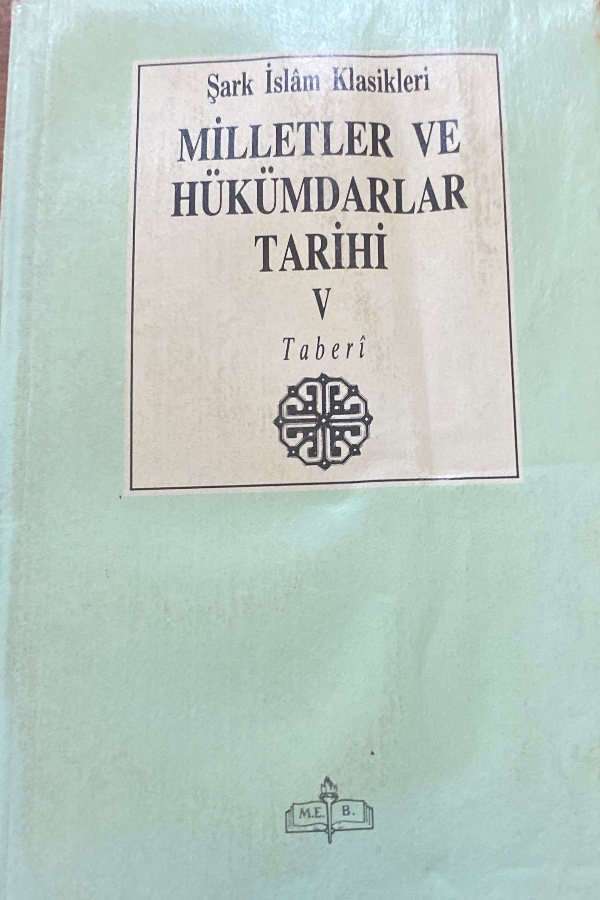 Şark İslâm Klasikleri
MİLLETLER VE
HÜKÜMDARLAR
TARİHİ
V
Taberî
M.E. B.